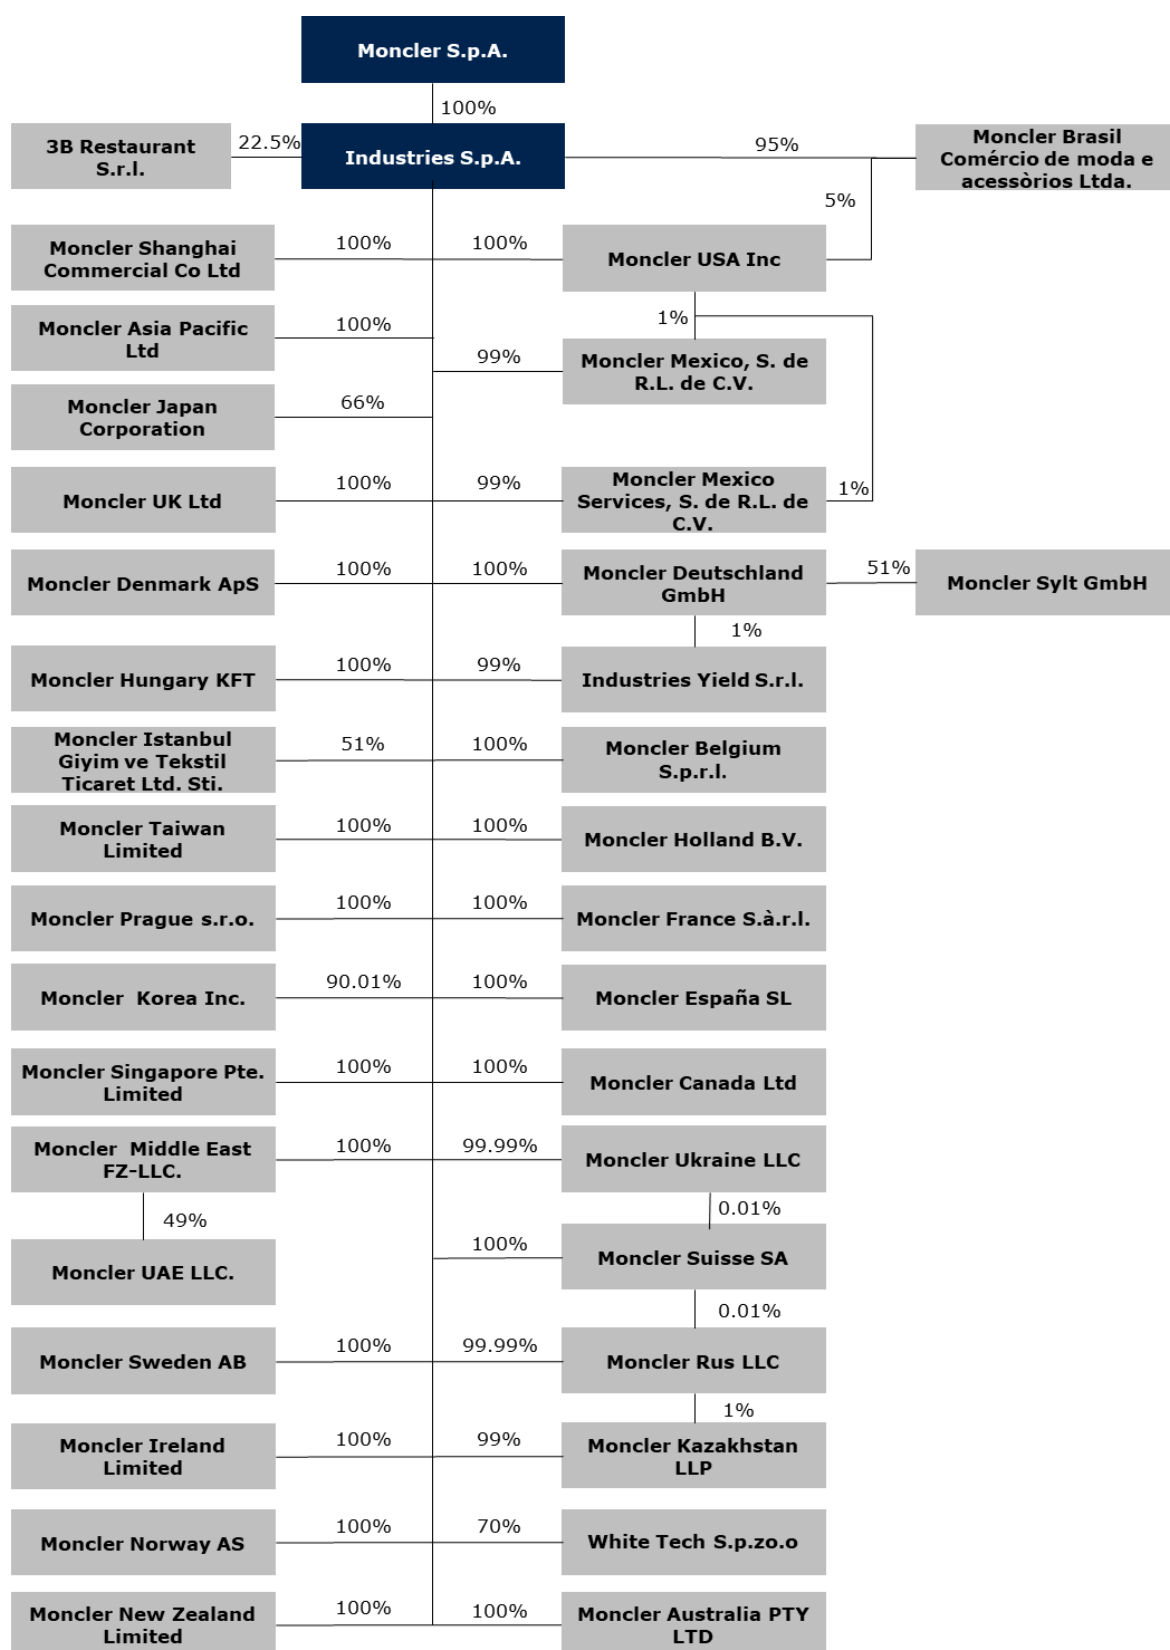 Moncler S.p.A.
100%
3B Restaurant
S.r.l.
22.5%
Industries S.p.A.
95%
Moncler Brasil
Comércio de moda e
acessòrios Ltda.
5%
Moncler Shanghai
Commercial Co Ltd
100%
100%
Moncler USA Inc
Moncler Asia Pacific
Ltd
100%
1%
99%
Moncler Mexico, S. de
R.L. de C.V.
Moncler Japan
Corporation
66%
Moncler UK Ltd
100%
99%
Moncler Mexico
Services, S. de R.L. de
C.V.
1%
Moncler Denmark ApS
100%
100%
Moncler Deutschland
GmbH
51%
Moncler Sylt GmbH
1%
Moncler Hungary KFT
100%
99%
Industries Yield S.r.l.
Moncler Istanbul
Giyim ve Tekstil
Ticaret Ltd. Sti.
51%
100%
Moncler Belgium
S.p.r.l.
Moncler Taiwan
Limited
100%
100%
Moncler Holland B.V.
Moncler Prague s.r.o.
100%
100%
Moncler France S.à.r.l.
Moncler  Korea Inc.
90.01%
100%
Moncler España SL
Moncler Singapore Pte.
Limited
100%
100%
Moncler Canada Ltd
Moncler  Middle East
FZ-LLC.
100%
99.99%
Moncler Ukraine LLC
49%
0.01%
Moncler UAE LLC.
100%
Moncler Suisse SA
0.01%
Moncler Sweden AB
100%
99.99%
Moncler Rus LLC
1%
Moncler Ireland
Limited
100%
99%
Moncler Kazakhstan
LLP
Moncler Norway AS
100%
70%
White Tech S.p.zo.o
Moncler New Zealand
Limited
100%
100%
Moncler Australia PTY
LTD